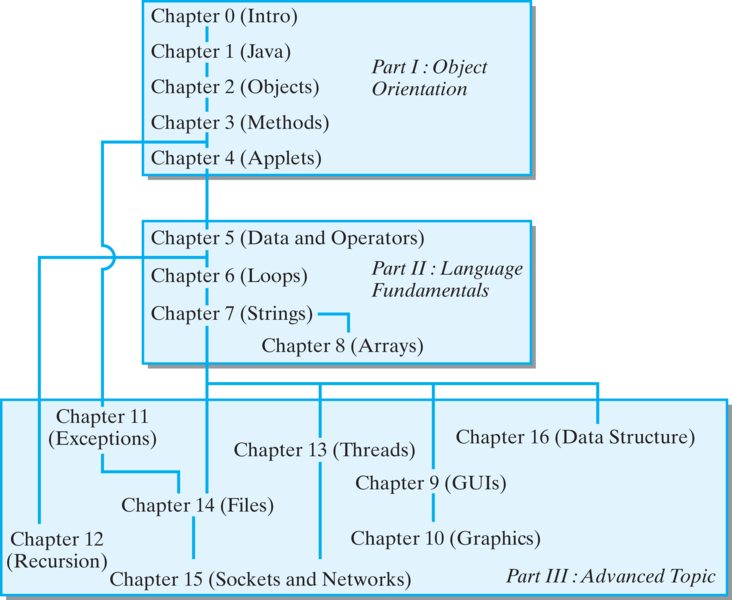 Chapter 0 (Intro)
Chapter 1 (Java)
Chapter 2 (Objects)
Chapter 3 (Methods)
Chapter 4 (Applets)
Part I : Object
Orientation
Chapter 5 (Data and Operators)
Chapter 6 (Loops)
Chapter 7 (Strings)
Chapter 8 (Arrays)
Part II : Language
Fundamentals
Chapter 11
(Exceptions)
Chapter 13 (Threads)
Chapter 16 (Data Structure)
Chapter 9 (GUIs)
Chapter 14 (Files)
Chapter 12
(Recursion)
Chapter 10 (Graphics)
Chapter 15 (Sockets and Networks)
Part III : Advanced Topic